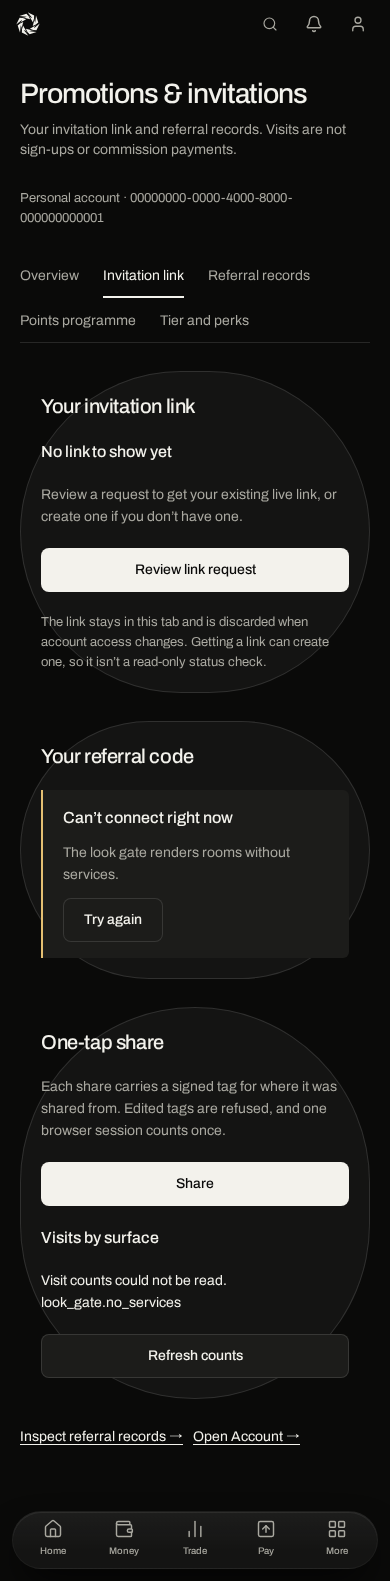 Promotions & invitations
Your invitation link and referral records. Visits are not
sign-ups or commission payments.
Personal account · 00000000-0000-4000-8000-
000000000001
Overview Invitation link Referral records
Points programme Tier and perks
Your invitation link
No link to show yet
Review a request to get your existing live link, or
create one if you don’t have one.
Review link request
The link stays in this tab and is discarded when
account access changes. Getting a link can create
one, so it isn’t a read-only status check.
Your referral code
Can’t connect right now
The look gate renders rooms without
services.
Try again
One-tap share
Each share carries a signed tag for where it was
shared from. Edited tags are refused, and one
browser session counts once.
Share
Visits by surface
Visit counts could not be read.
look_gate.no_services
Refresh counts
Inspect referral records → Open Account →
Home Money Trade Pay More